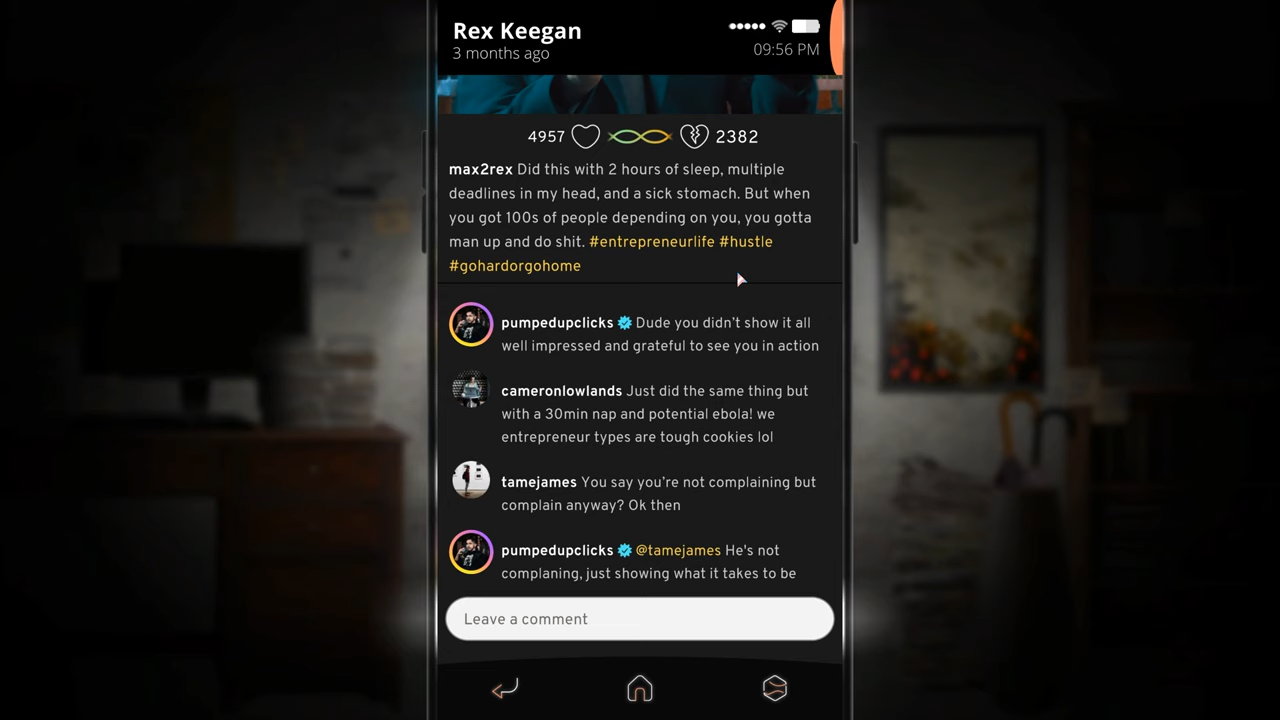 Rex Keegan
3 months ago
09:56 PM
4957 2382
max2rex Did this with 2 hours of sleep, multiple
deadlines in my head, and a sick stomach. But when
you got 100s of people depending on you, you gotta
man up and do shit. #entrepreneurlife #hustle
#gohardorgohome
pumpedupclicks Dude you didn't show it all
well impressed and grateful to see you in action
cameronlowlands Just did the same thing but
with a 30min nap and potential ebola! we
entrepreneur types are tough cookies lol
tamejames You say you're not complaining but
complain anyway? Ok then
pumpedupclicks @tamejames He's not
complaning, just showing what it takes to be
Leave a comment